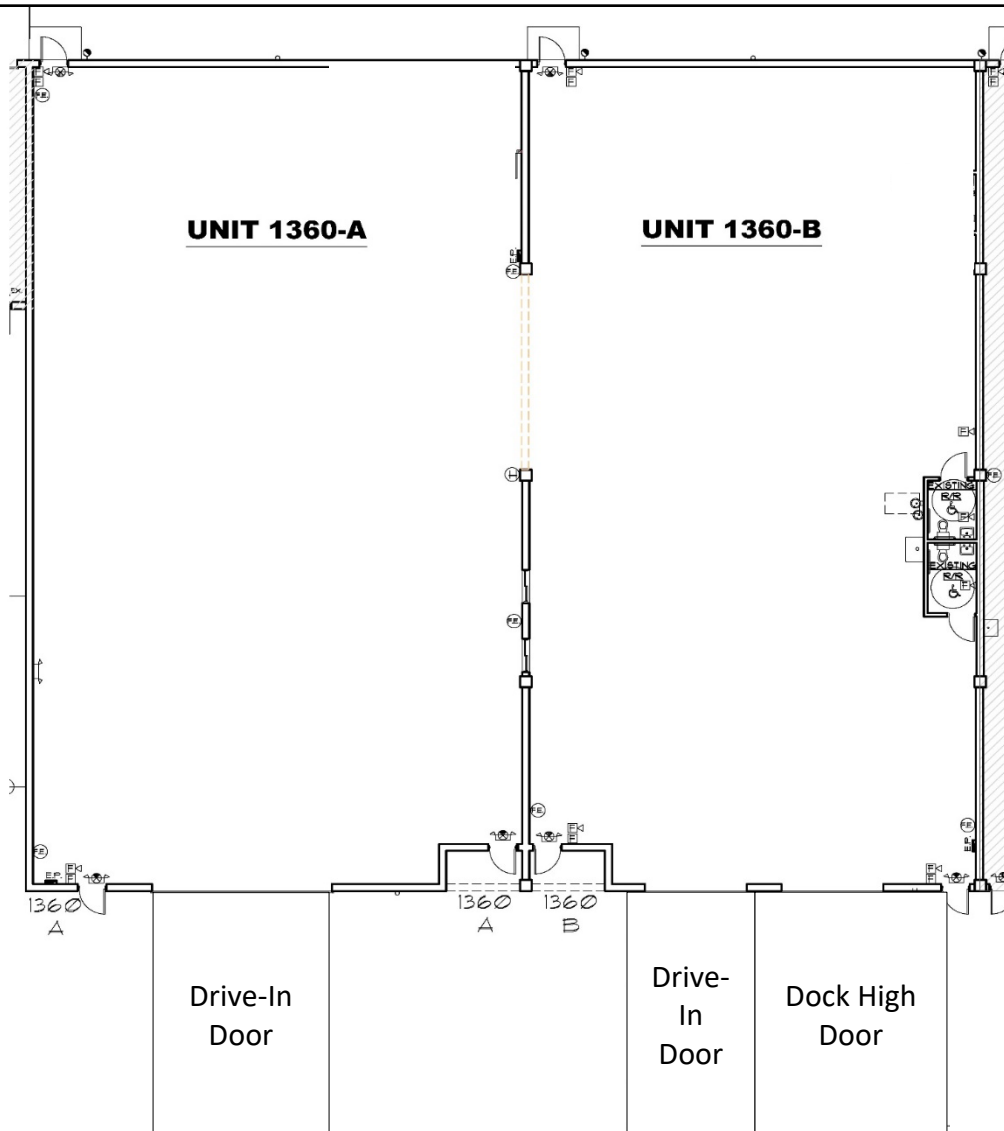 F
F
F.E.
F
F
F
F
UNIT 1360-A
UNIT 1360-B
E.P.
F.E.
F
F.E.
EXISTING
R/R
F
EXISTING
R/R
F
F.E.
F.E.
F
F
F.E.
F.E.
E.P.
E.P.
F
F
F
F
1360
A
1360
A
1360
B
Drive-In
Door
Drive-
In
Door
Dock High
Door